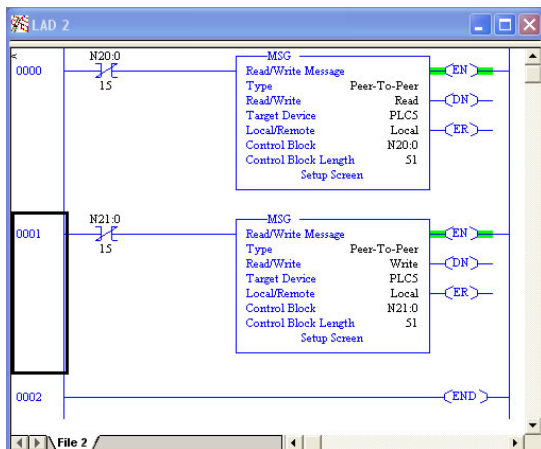 LAD 2
0000
N20:0
15
MSG
Read/Write Message
Type Peer-To-Peer
Read/Write Read
Target Device PLC5
Local/Remote Local
Control Block N20:0
Control Block Length 51
Setup Screen
EN
DN
ER
0001
N21:0
15
MSG
Read/Write Message
Type Peer-To-Peer
Read/Write Write
Target Device PLC5
Local/Remote Local
Control Block N21:0
Control Block Length 51
Setup Screen
EN
DN
ER
0002
END
File 2